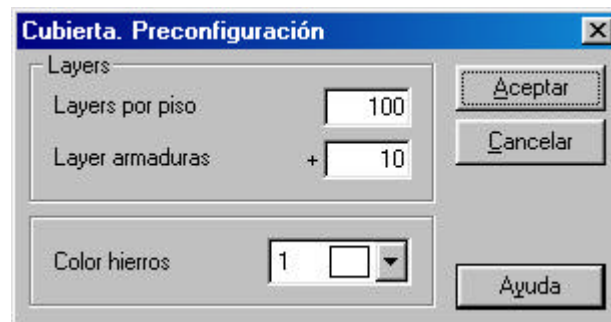 Cubierta. Preconfiguración
Layers
Layers por piso 100
Layer armaduras + 10
Color hierros 1
Aceptar
Cancelar
Ayuda